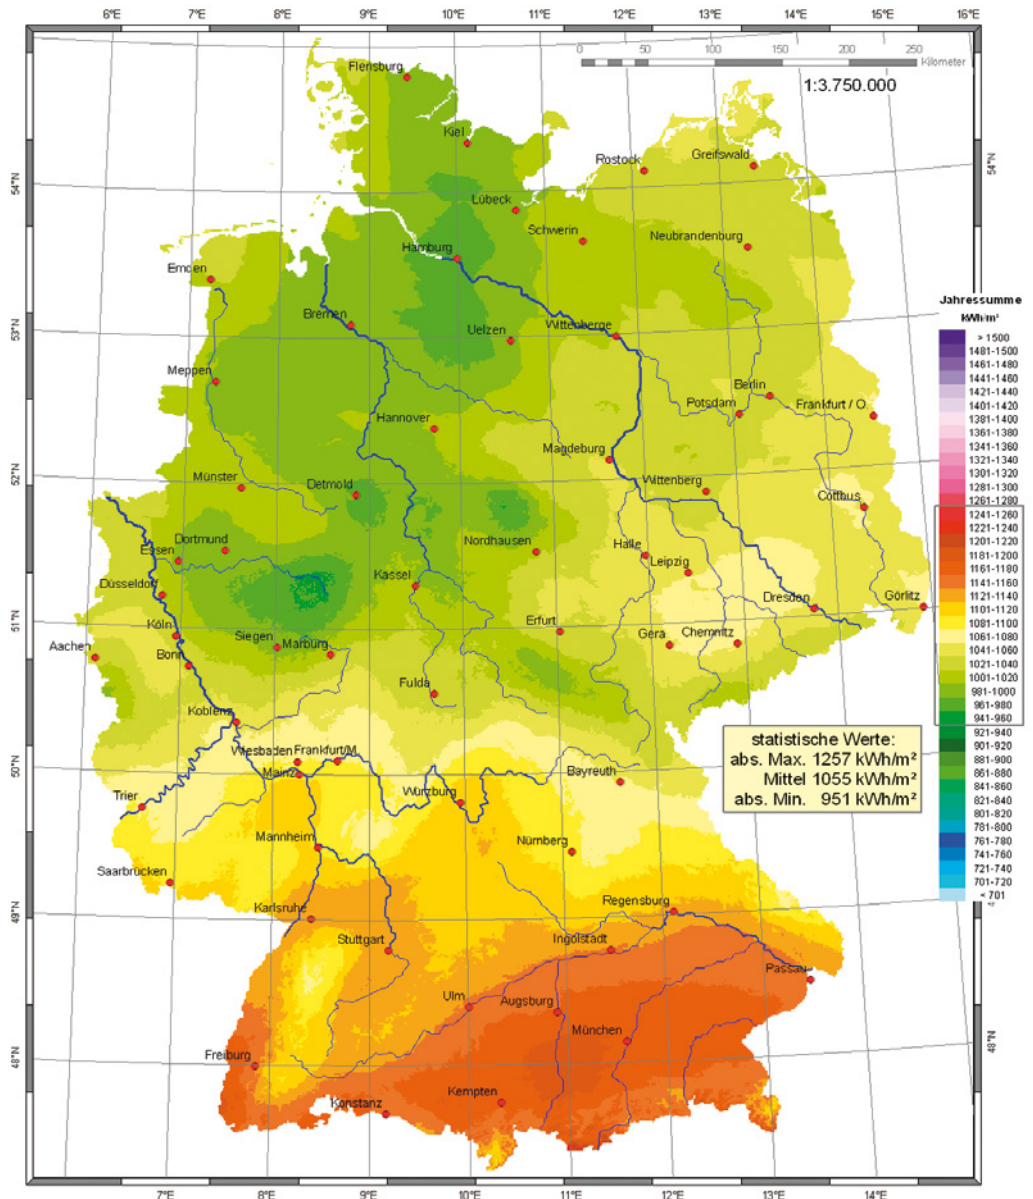 6°E 7°E 8°E 9°E 10°E 11°E 12°E 13°E 14°E 15°E 16°E
0 50 100 150 200 250
Kilometer
1:3.750.000
Flensburg
Kiel
Rostock
Greifswald
54°N
54°N
Lübeck
Schwerin
Neubrandenburg
Hamburg
Emden
Bremen
Uelzen
Wittenberge
53°N
Meppen
Berlin
Potsdam
Frankfurt / O.
Hannover
Magdeburg
52°N
Münster
Detmold
Wittenberg
Cottbus
Dortmund
Essen
Nordhausen
Halle
Leipzig
Düsseldorf
Kassel
Dresden
Görlitz
51°N
Köln
Aachen
Siegen
Marburg
Erfurt
Gera
Chemnitz
Bonn
Fulda
Koblenz
Wiesbaden
Frankfurt/M.
50°N
Mainz
Bayreuth
Trier
Würzburg
Mannheim
Nürnberg
Saarbrücken
49°N
Karlsruhe
Regensburg
Stuttgart
Ingolstadt
Passau
Ulm
Augsburg
München
48°N
48°N
Freiburg
Konstanz
Kempten
Jahressumme
kWh/m²
> 1500
1481-1500
1461-1480
1441-1460
1421-1440
1401-1420
1381-1400
1361-1380
1341-1360
1321-1340
1301-1320
1281-1300
1261-1280
1241-1260
1221-1240
1201-1220
1181-1200
1161-1180
1141-1160
1121-1140
1101-1120
1081-1100
1061-1080
1041-1060
1021-1040
1001-1020
981-1000
961-980
941-960
921-940
901-920
881-900
861-880
841-860
821-840
801-820
781-800
761-780
741-760
721-740
701-720
< 701
statistische Werte:
abs. Max. 1257 kWh/m²
Mittel 1055 kWh/m²
abs. Min. 951 kWh/m²
7°E 8°E 9°E 10°E 11°E 12°E 13°E 14°E